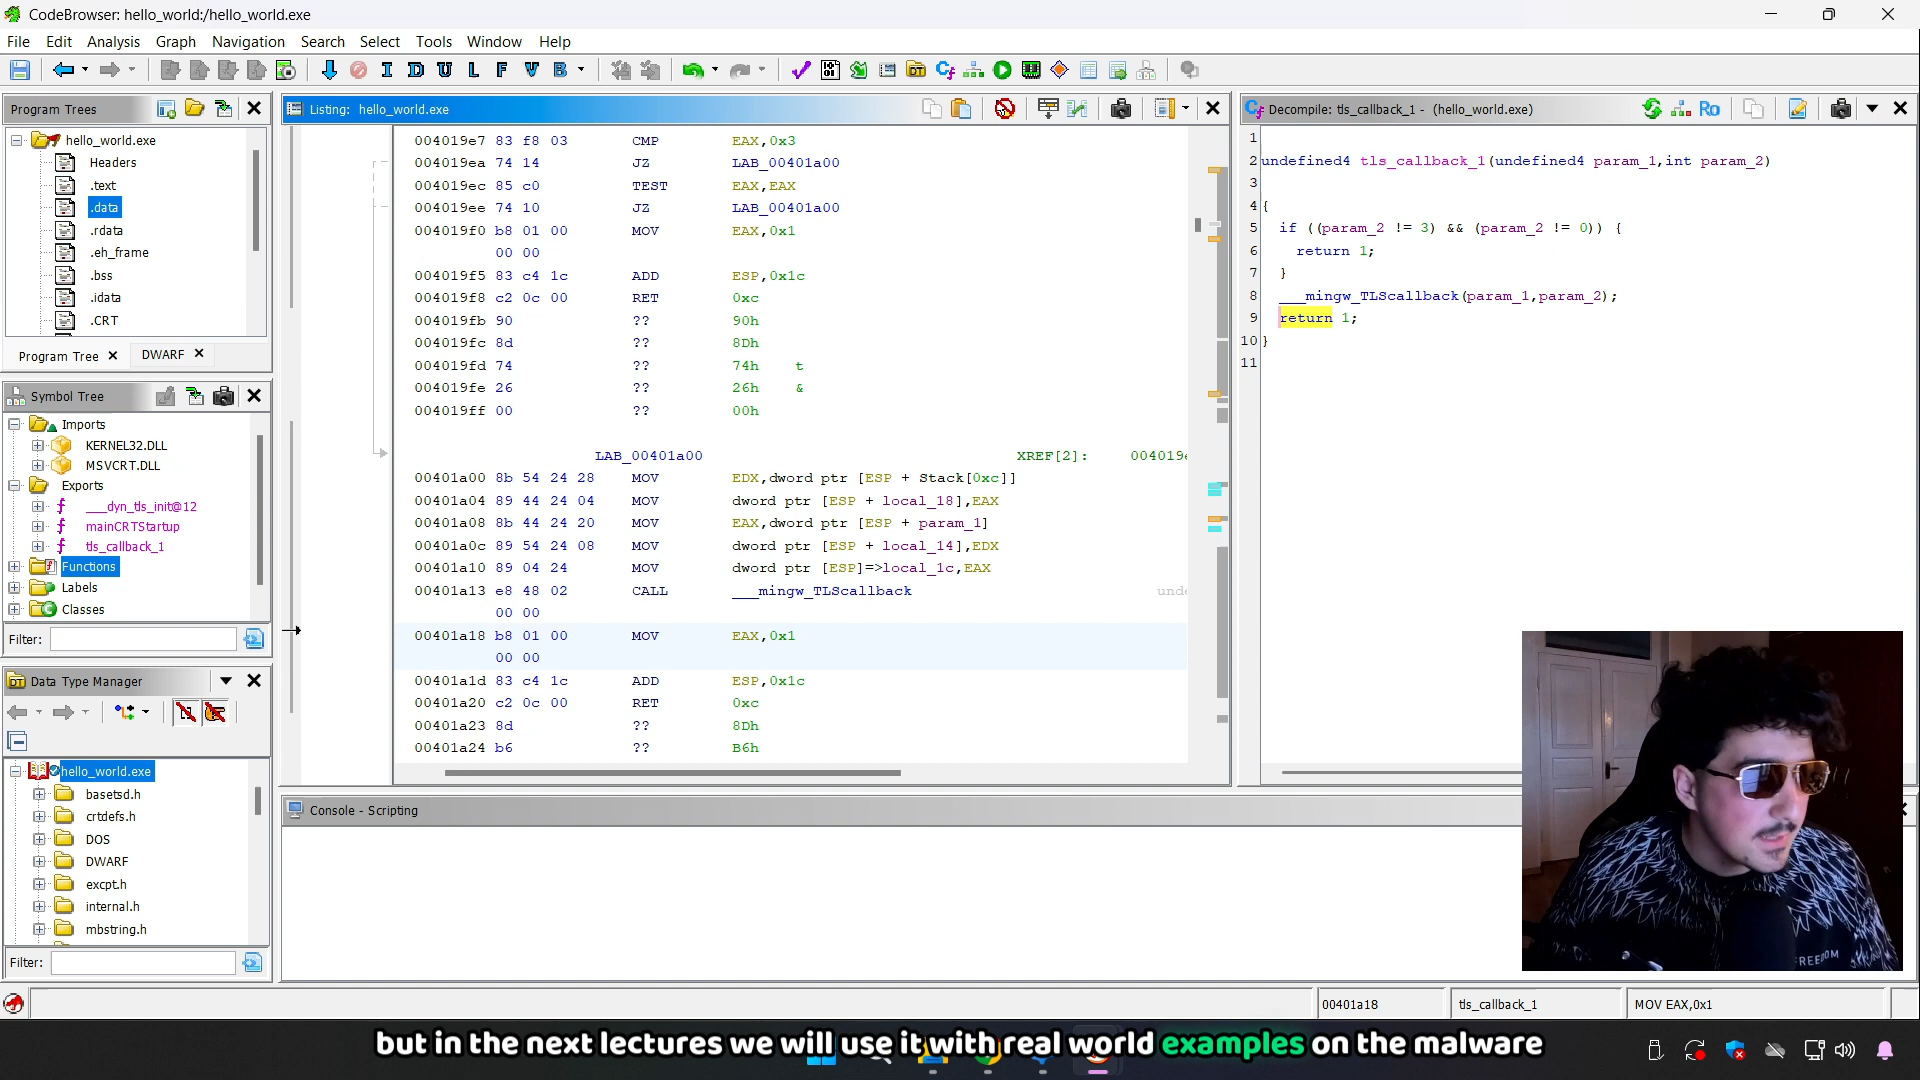 CodeBrowser: hello_world:/hello_world.exe
File Edit Analysis Graph Navigation Search Select Tools Window Help
I D U L F V B
Program Trees
hello_world.exe
Headers
.text
.data
.rdata
.eh_frame
.bss
.idata
.CRT
Program Tree DWARF
Symbol Tree
Imports
KERNEL32.DLL
MSVCRT.DLL
Exports
___dyn_tls_init@12
mainCRTStartup
tls_callback_1
Functions
Labels
Classes
Filter:
Data Type Manager
hello_world.exe
basetsd.h
crtdefs.h
DOS
DWARF
excpt.h
internal.h
mbstring.h
Filter:
Listing: hello_world.exe
004019e7 83 f8 03 CMP EAX,0x3
004019ea 74 14 JZ LAB_00401a00
004019ec 85 c0 TEST EAX,EAX
004019ee 74 10 JZ LAB_00401a00
004019f0 b8 01 00 MOV EAX,0x1
00 00
004019f5 83 c4 1c ADD ESP,0x1c
004019f8 c2 0c 00 RET 0xc
004019fb 90 ?? 90h
004019fc 8d ?? 8Dh
004019fd 74 ?? 74h t
004019fe 26 ?? 26h &
004019ff 00 ?? 00h
LAB_00401a00 XREF[2]: 004019e
00401a00 8b 54 24 28 MOV EDX,dword ptr [ESP + Stack[0xc]]
00401a04 89 44 24 04 MOV dword ptr [ESP + local_18],EAX
00401a08 8b 44 24 20 MOV EAX,dword ptr [ESP + param_1]
00401a0c 89 54 24 08 MOV dword ptr [ESP + local_14],EDX
00401a10 89 04 24 MOV dword ptr [ESP]=>local_1c,EAX
00401a13 e8 48 02 CALL ___mingw_TLScallback unde
00 00
00401a18 b8 01 00 MOV EAX,0x1
00 00
00401a1d 83 c4 1c ADD ESP,0x1c
00401a20 c2 0c 00 RET 0xc
00401a23 8d ?? 8Dh
00401a24 b6 ?? B6h
Decompile: tls_callback_1 - (hello_world.exe)
Ro
1
2 undefined4 tls_callback_1(undefined4 param_1,int param_2)
3
4 {
5 if ((param_2 != 3) && (param_2 != 0)) {
6 return 1;
7 }
8 ___mingw_TLScallback(param_1,param_2);
9 return 1;
10 }
11
Console - Scripting
FREEDOM
00401a18 tls_callback_1 MOV EAX,0x1
but in the next lectures we will use it with real world examples on the malware